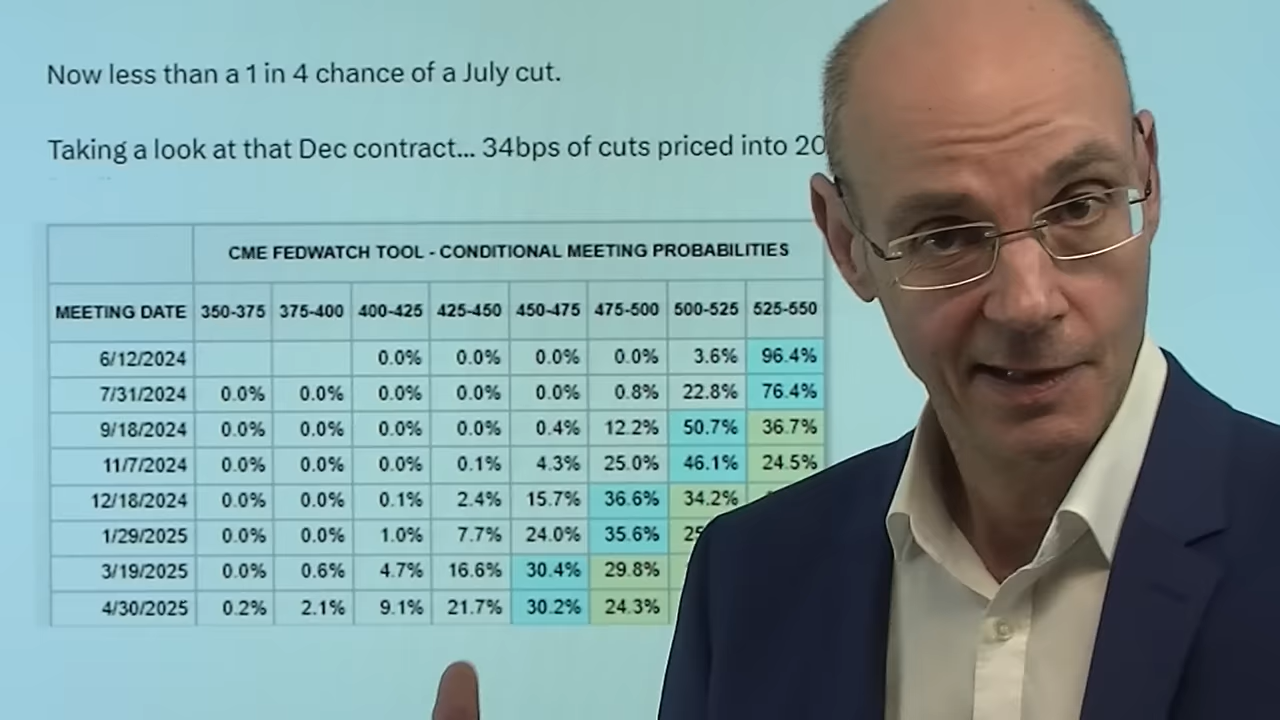 Now less than a 1 in 4 chance of a July cut.
Taking a look at that Dec contract... 34bps of cuts priced into 20
CME FEDWATCH TOOL - CONDITIONAL MEETING PROBABILITIES
MEETING DATE 350-375 375-400 400-425 425-450 450-475 475-500 500-525 525-550
6/12/2024 0.0% 0.0% 0.0% 0.0% 3.6% 96.4%
7/31/2024 0.0% 0.0% 0.0% 0.0% 0.0% 0.8% 22.8% 76.4%
9/18/2024 0.0% 0.0% 0.0% 0.0% 0.4% 12.2% 50.7% 36.7%
11/7/2024 0.0% 0.0% 0.0% 0.1% 4.3% 25.0% 46.1% 24.5%
12/18/2024 0.0% 0.0% 0.1% 2.4% 15.7% 36.6% 34.2%
1/29/2025 0.0% 0.0% 1.0% 7.7% 24.0% 35.6% 25
3/19/2025 0.0% 0.6% 4.7% 16.6% 30.4% 29.8%
4/30/2025 0.2% 2.1% 9.1% 21.7% 30.2% 24.3%